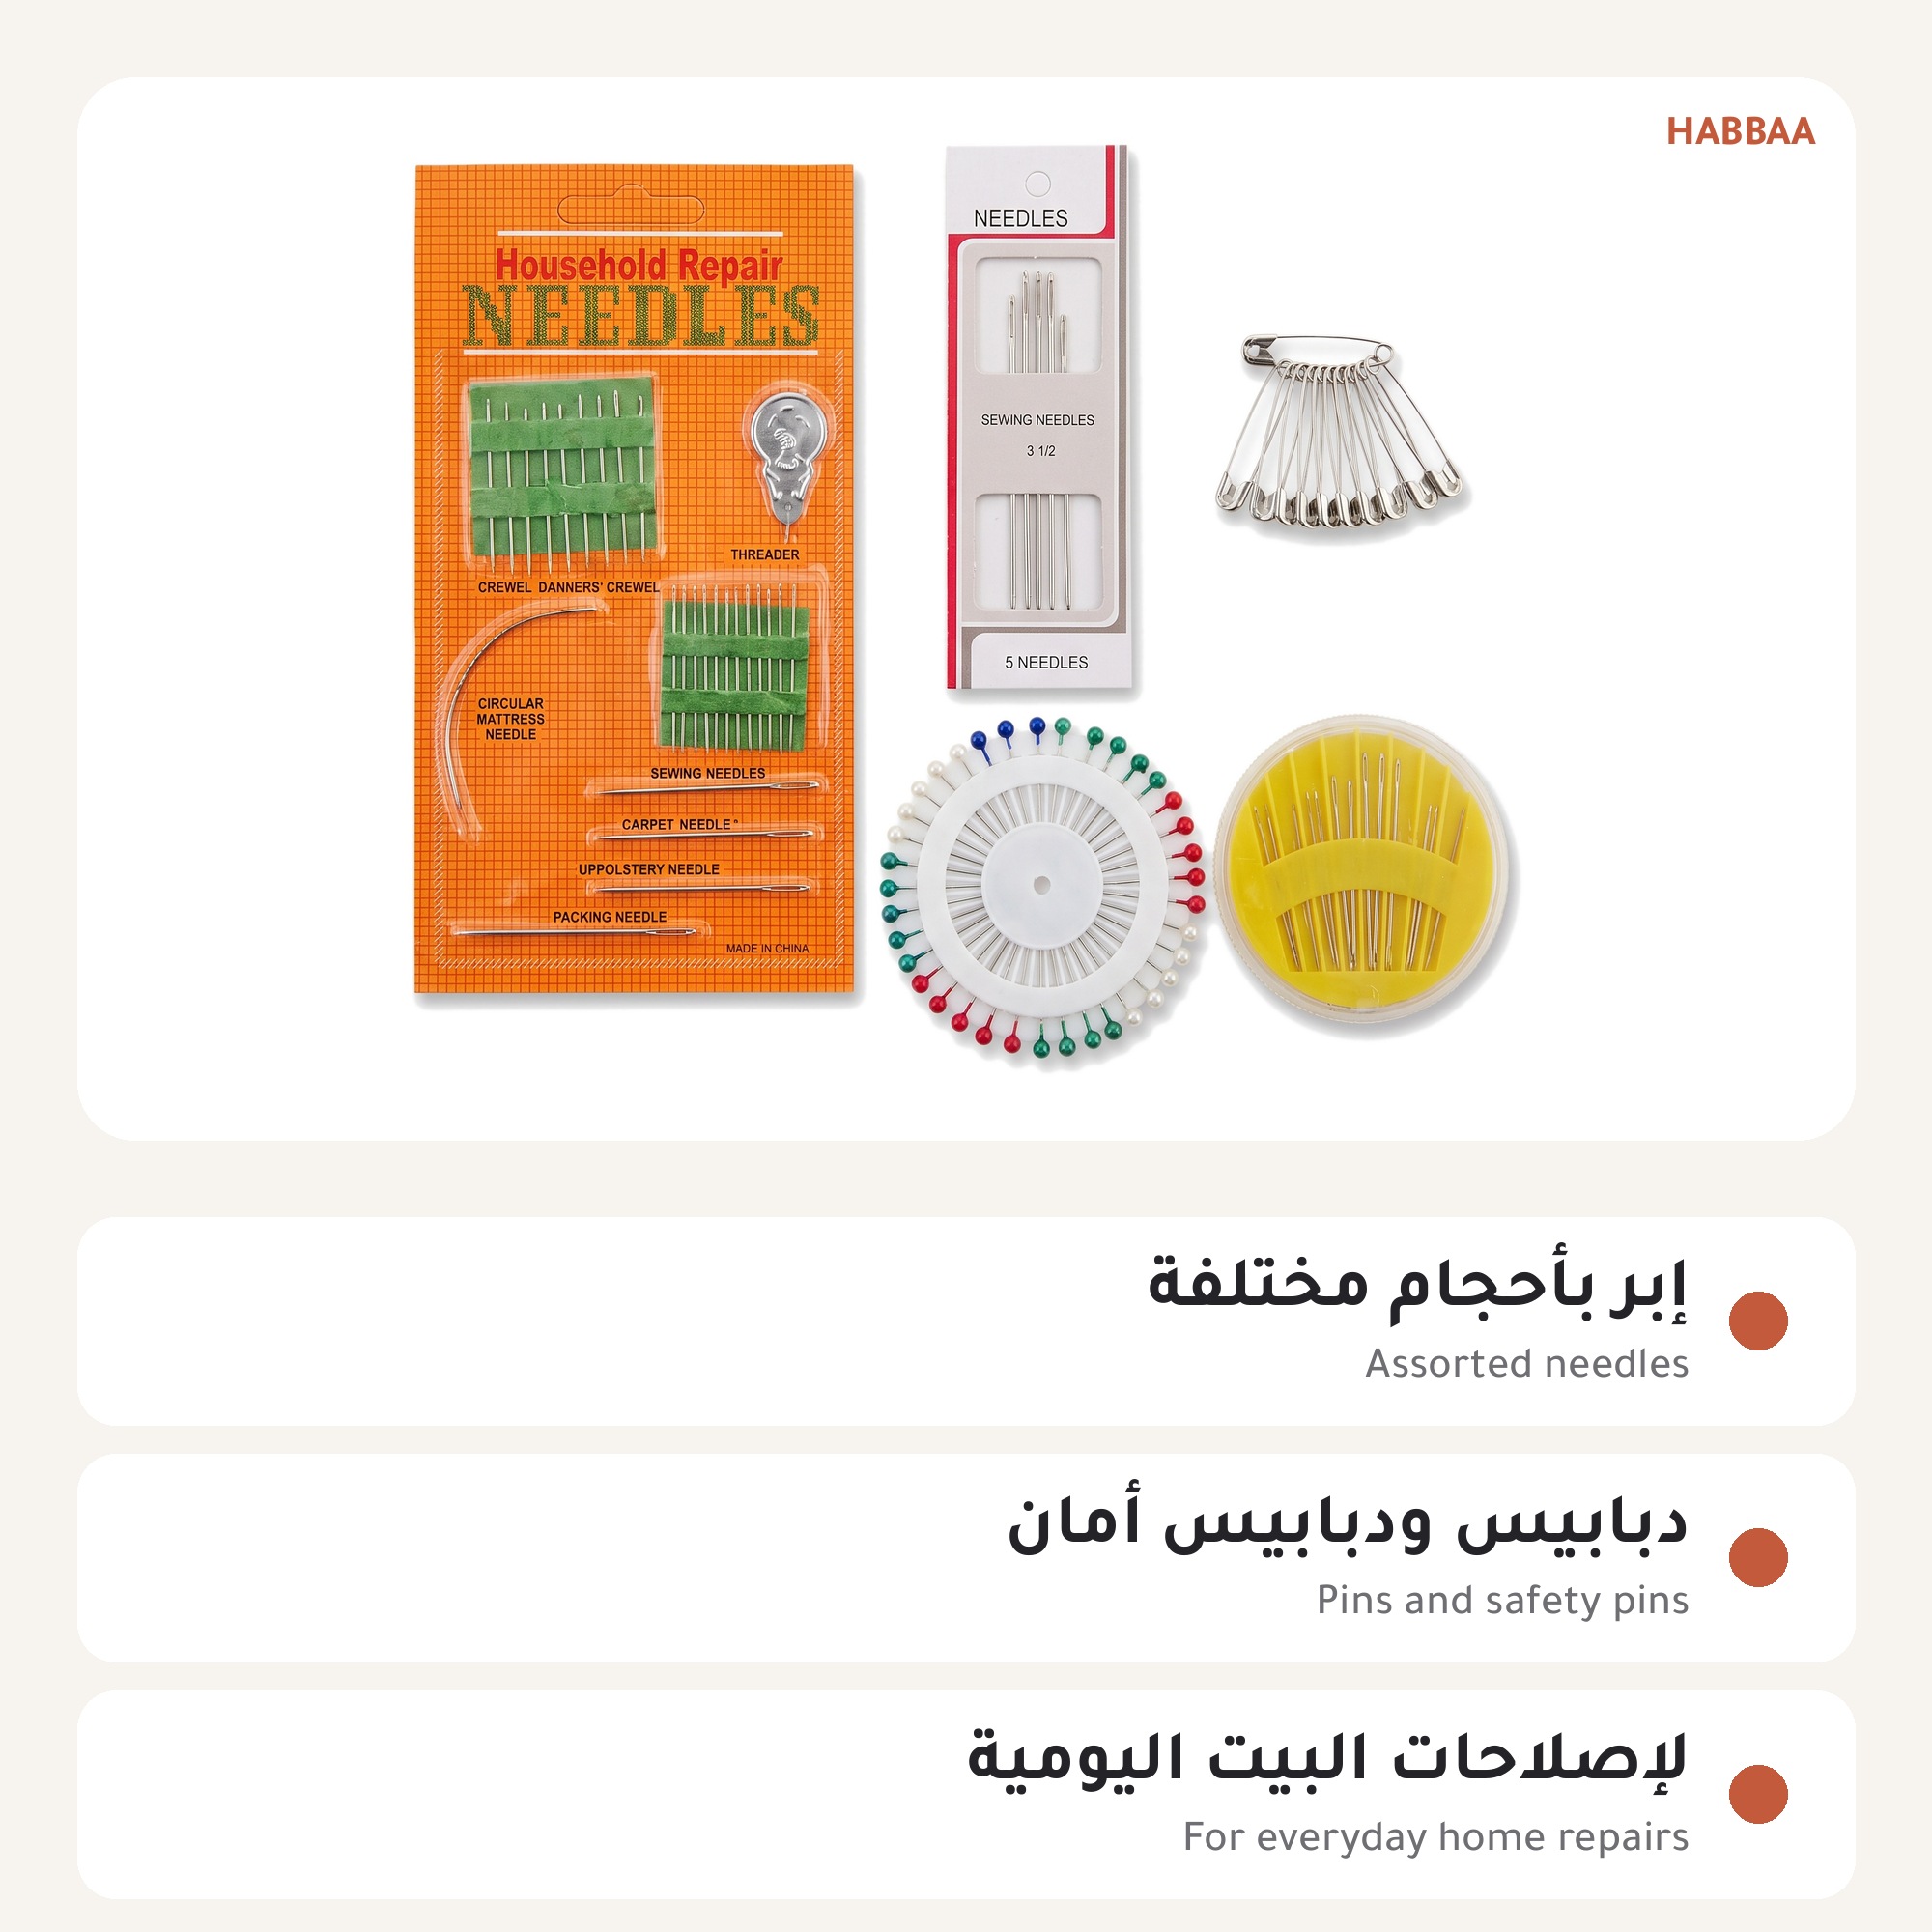 HABBAA
Household Repair
NEEDLES
THREADER
CREWEL DANNERS' CREWEL
CIRCULAR
MATTRESS
NEEDLE
SEWING NEEDLES
CARPET NEEDLE"
UPPOLSTERY NEEDLE
PACKING NEEDLE
MADE IN CHINA
NEEDLES
SEWING NEEDLES
3 1/2
5 NEEDLES
إبر بأحجام مختلفة
Assorted needles
دبابيس ودبابيس أمان
Pins and safety pins
لإصلاحات البيت اليومية
For everyday home repairs